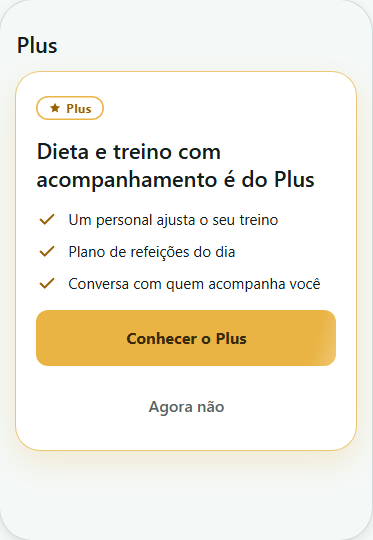 Plus
Plus
Dieta e treino com
acompanhamento é do Plus
Um personal ajusta o seu treino
Plano de refeições do dia
Conversa com quem acompanha você
Conhecer o Plus
Agora não